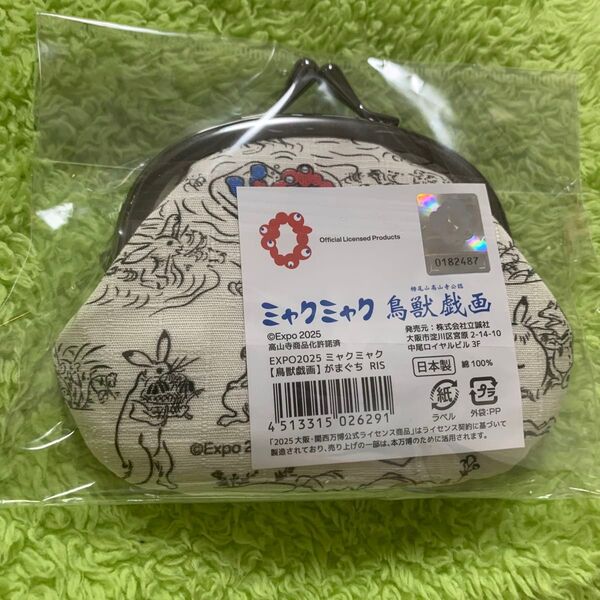 Official Licensed Products
0182487
栂尾山高山寺公認
ミャクミャク 鳥獣戯画
©Expo 2025
高山寺商品化許諾済
EXPO2025 ミャクミャク
【鳥獣戯画】がまぐち RIS
発売元：株式会社立誠社
大阪市淀川区宮原 2-14-10
中尾ロイヤルビル 3F
日本製 綿 100%
4 513315 026291
紙
ラベル
プラ
外袋:PP
「2025 大阪・関西万博公式ライセンス商品」はライセンス契約に基づいて
製造されており、売り上げの一部は、本万博のために活用されます。
©Expo 2